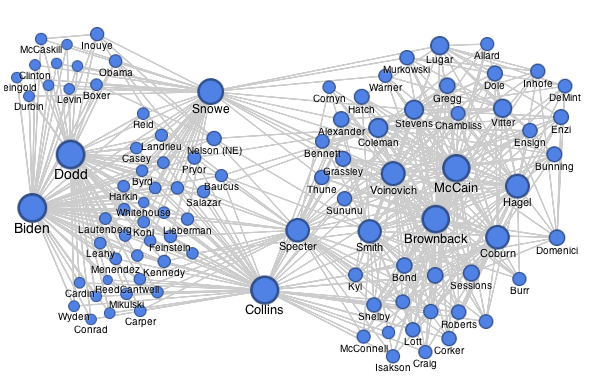 McCaskill
Inouye
Clinton
Obama
eingold
Levin
Boxer
Durbin
Snowe
Reid
Dodd
Landrieu
Nelson (NE)
Casey
Pryor
Byrd
Baucus
Harkin
Salazar
Biden
Whitehouse
Lautenberg
Kohl
Lieberman
Leahy
Feinstein
Menendez
Kennedy
Cardin
Reed
Cantwell
Mikulski
Wyden
Carper
Conrad
Collins
Specter
Lugar
Allard
Murkowski
Warner
Dole
Inhofe
Cornyn
Hatch
Gregg
DeMint
Alexander
Stevens
Chambliss
Vitter
Enzi
Coleman
Ensign
Bennett
Grassley
Bunning
Thune
Voinovich
McCain
Hagel
Sununu
Smith
Brownback
Coburn
Domenici
Kyl
Bond
Sessions
Burr
Shelby
Roberts
McConnell
Lott
Corker
Isakson
Craig